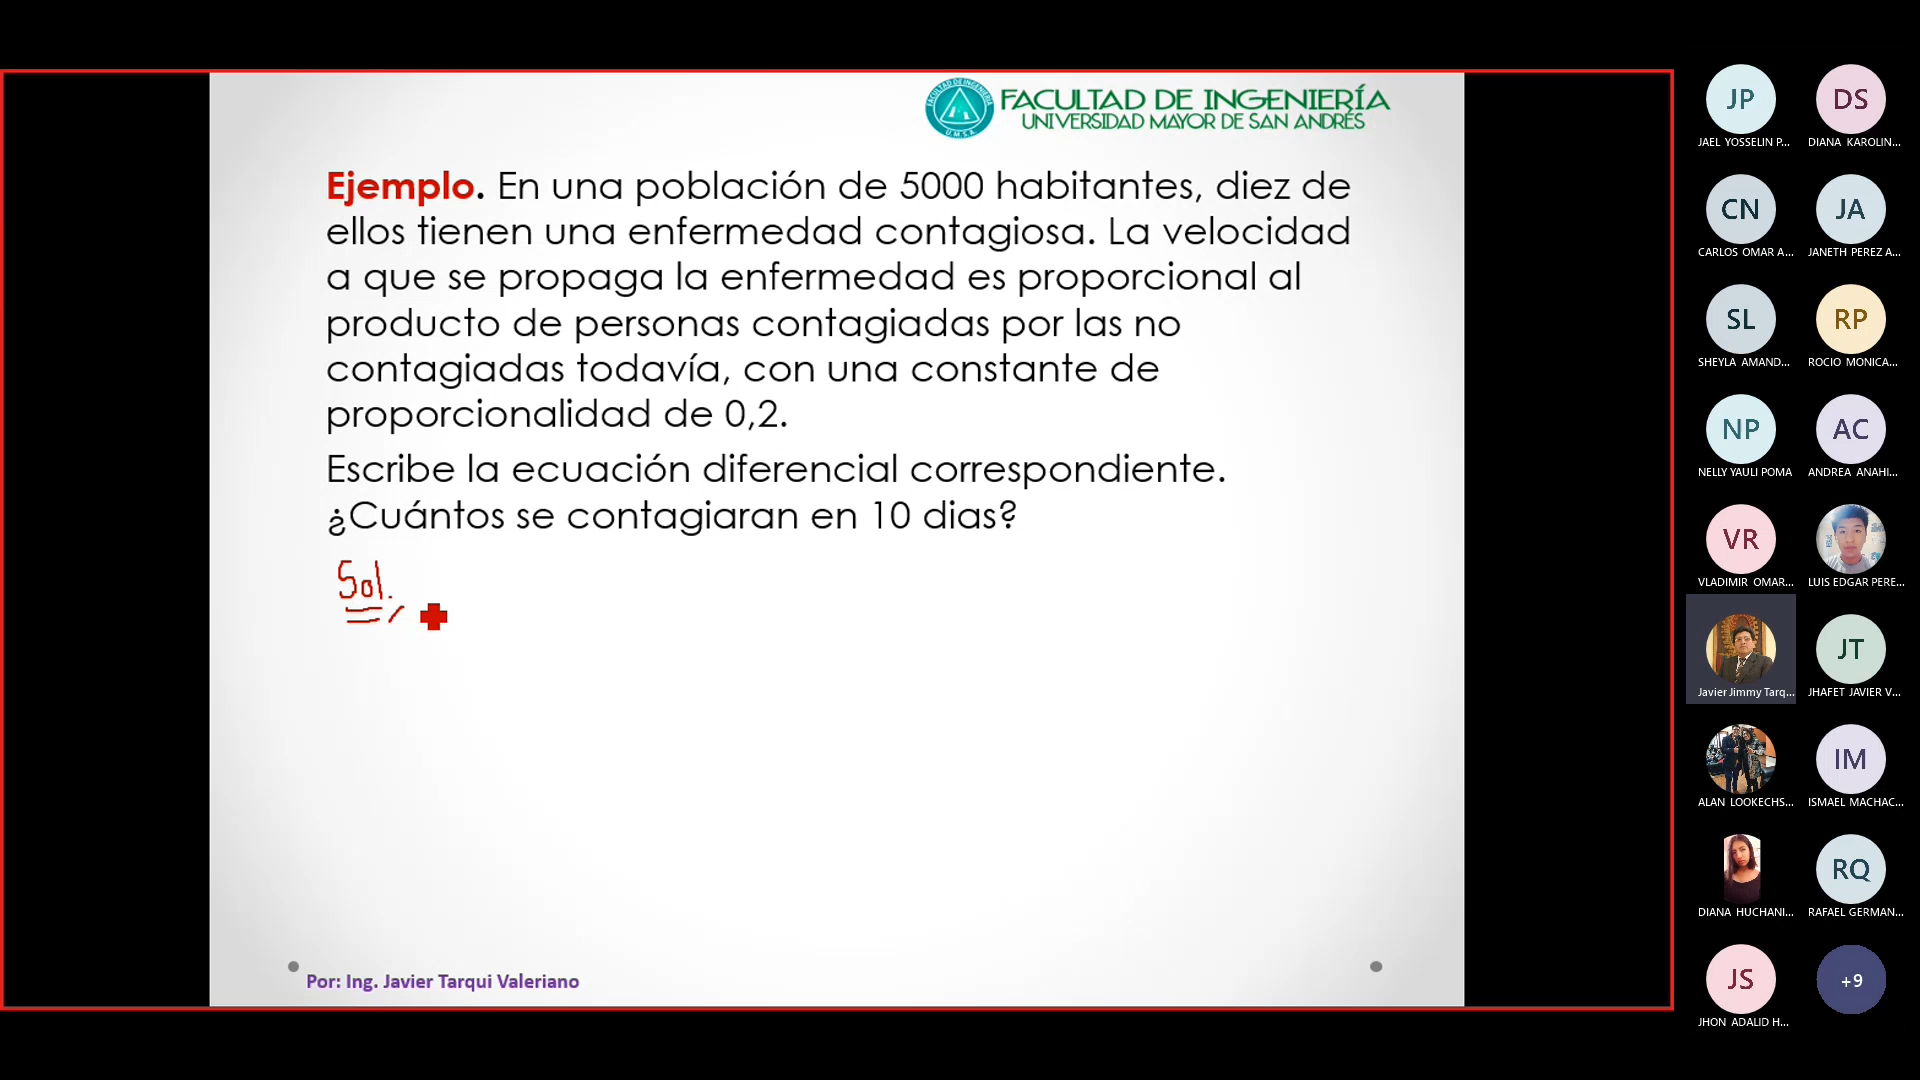 FACULTAD DE INGENIERÍA
UNIVERSIDAD MAYOR DE SAN ANDRÉS
FACULTAD DE INGENIERIA
U.M.S.A.
Ejemplo. En una población de 5000 habitantes, diez de
ellos tienen una enfermedad contagiosa. La velocidad
a que se propaga la enfermedad es proporcional al
producto de personas contagiadas por las no
contagiadas todavía, con una constante de
proporcionalidad de 0,2.
Escribe la ecuación diferencial correspondiente.
¿Cuántos se contagiaran en 10 dias?
Sol.
Por: Ing. Javier Tarqui Valeriano
JP
JAEL YOSSELIN P...
DS
DIANA KAROLIN...
CN
CARLOS OMAR A...
JA
JANETH PEREZ A...
SL
SHEYLA AMAND...
RP
ROCIO MONICA...
NP
NELLY YAULI POMA
AC
ANDREA ANAHI...
VR
VLADIMIR OMAR...
LUIS EDGAR PERE...
Javier Jimmy Tarq...
JT
JHAFET JAVIER V...
ALAN LOOKECHS...
IM
ISMAEL MACHAC...
DIANA HUCHANI...
RQ
RAFAEL GERMAN...
JS
JHON ADALID H...
+9